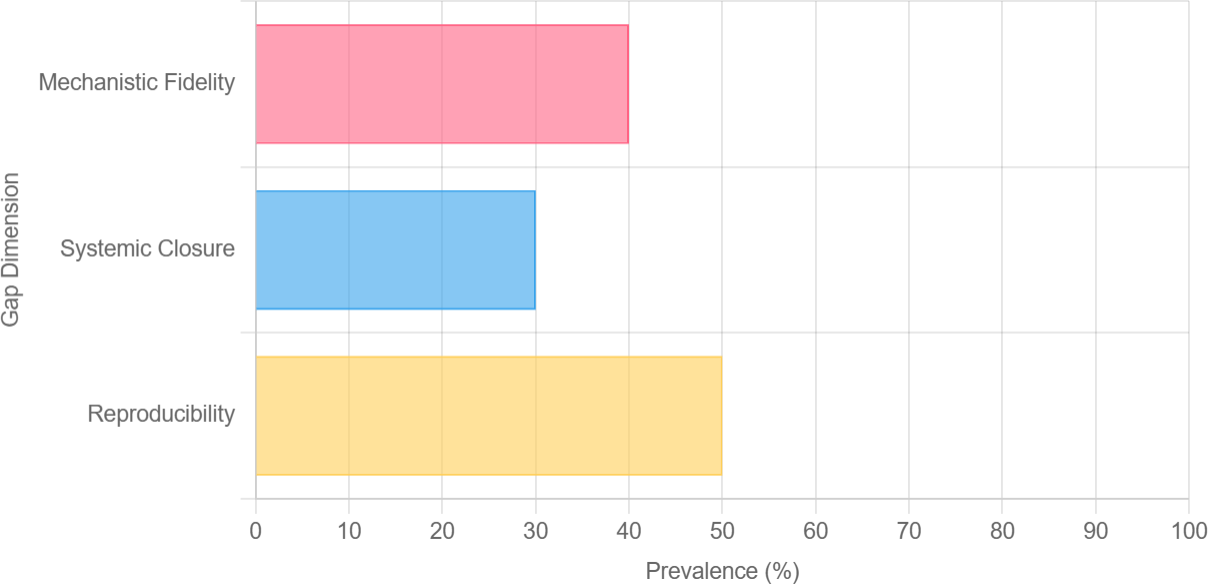 Gap Dimension
Mechanistic Fidelity
Systemic Closure
Reproducibility
0 10 20 30 40 50 60 70 80 90 100
Prevalence (%)